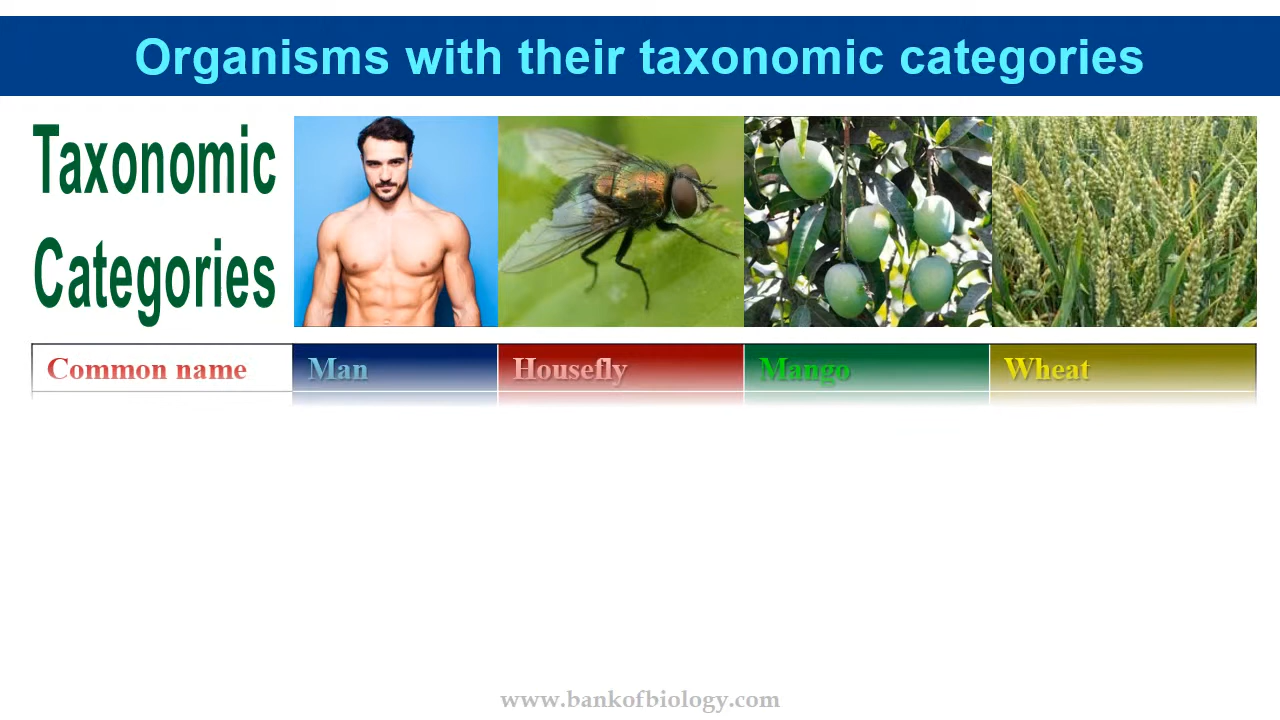 Organisms with their taxonomic categories
Taxonomic
Categories
Common name Man Housefly Mango Wheat
www.bankofbiology.com